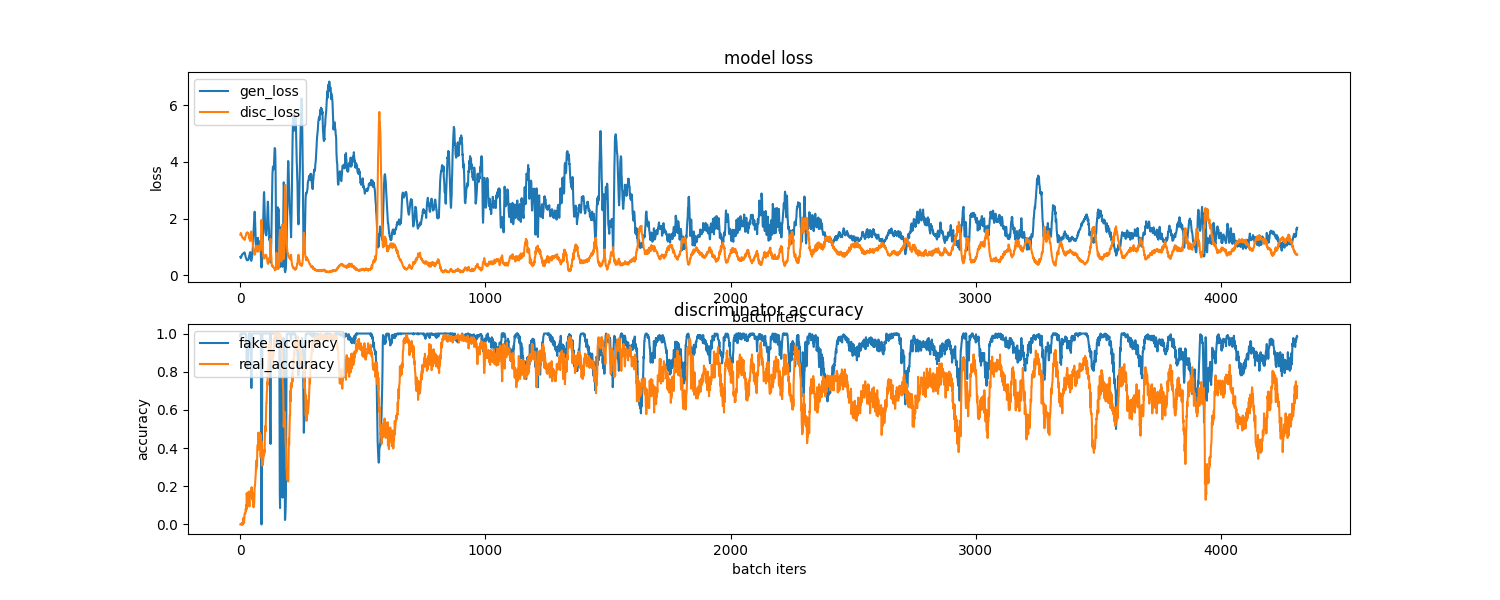 model loss
gen_loss
disc_loss
loss
6
4
2
0
0
1000
2000
3000
4000
batch iters
discriminator accuracy
fake_accuracy
real_accuracy
accuracy
1.0
0.8
0.6
0.4
0.2
0.0
0
1000
2000
3000
4000
batch iters